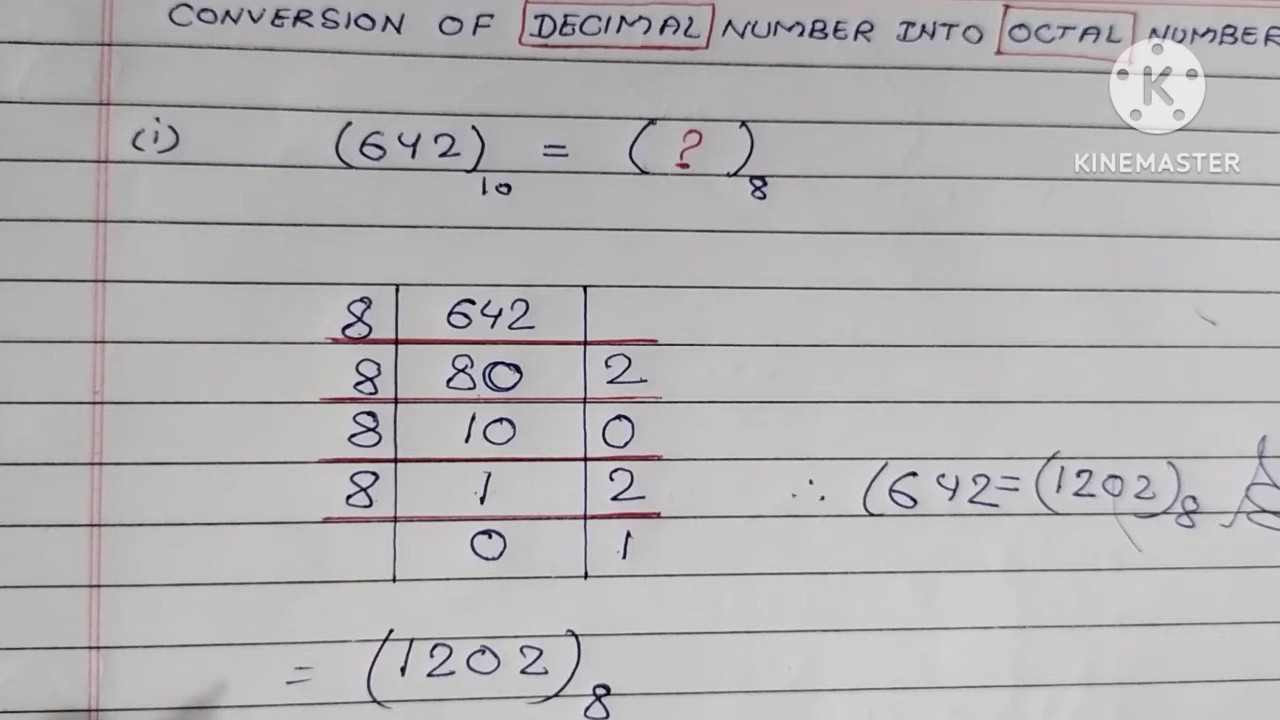 CONVERSION OF DECIMAL NUMBER INTO OCTAL NUMBER
K
KINEMASTER
(i) (642)10 = (?)8
8 642
8 80 2
8 10 0
8 1 2
0 1
∴ (642=(1202)8
= (1202)8